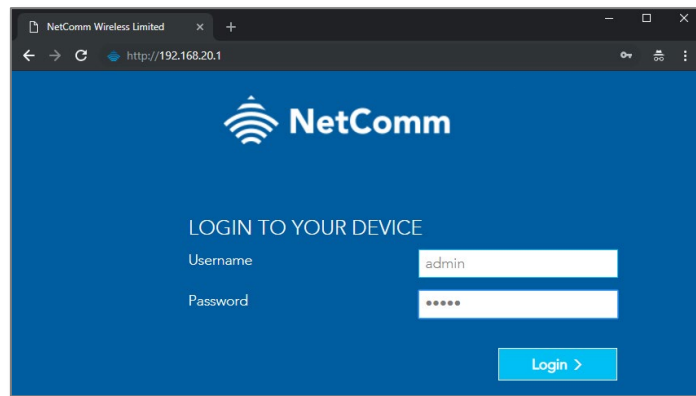 NetComm Wireless Limited
http://192.168.20.1
NetComm
LOGIN TO YOUR DEVICE
Username admin
Password •••••
Login >